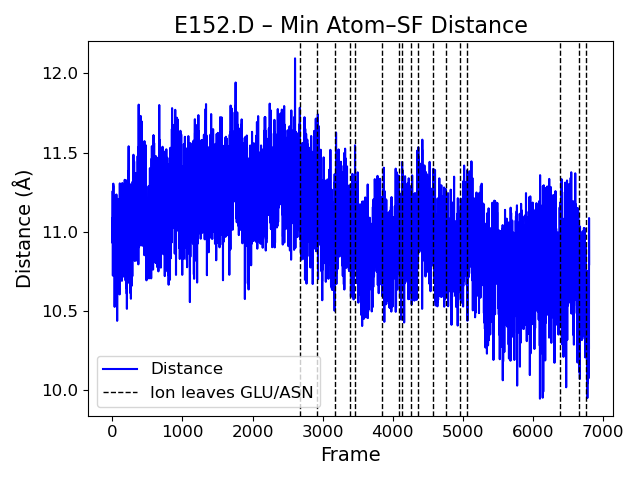 E152.D – Min Atom–SF Distance
Distance (Å)
12.0
11.5
11.0
10.5
10.0
Distance
Ion leaves GLU/ASN
0 1000 2000 3000 4000 5000 6000 7000
Frame